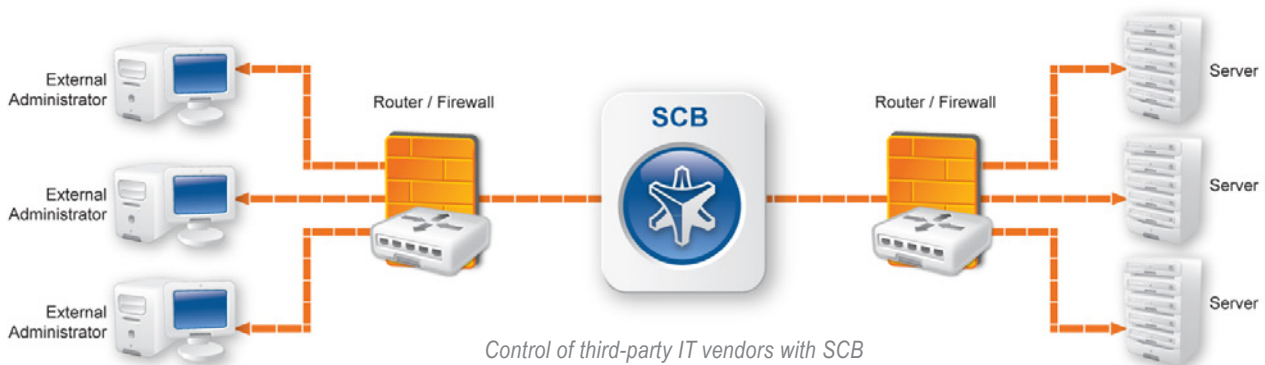 External
Administrator
Router / Firewall
SCB
Router / Firewall
Server
External
Administrator
Server
External
Administrator
Server
Control of third-party IT vendors with SCB